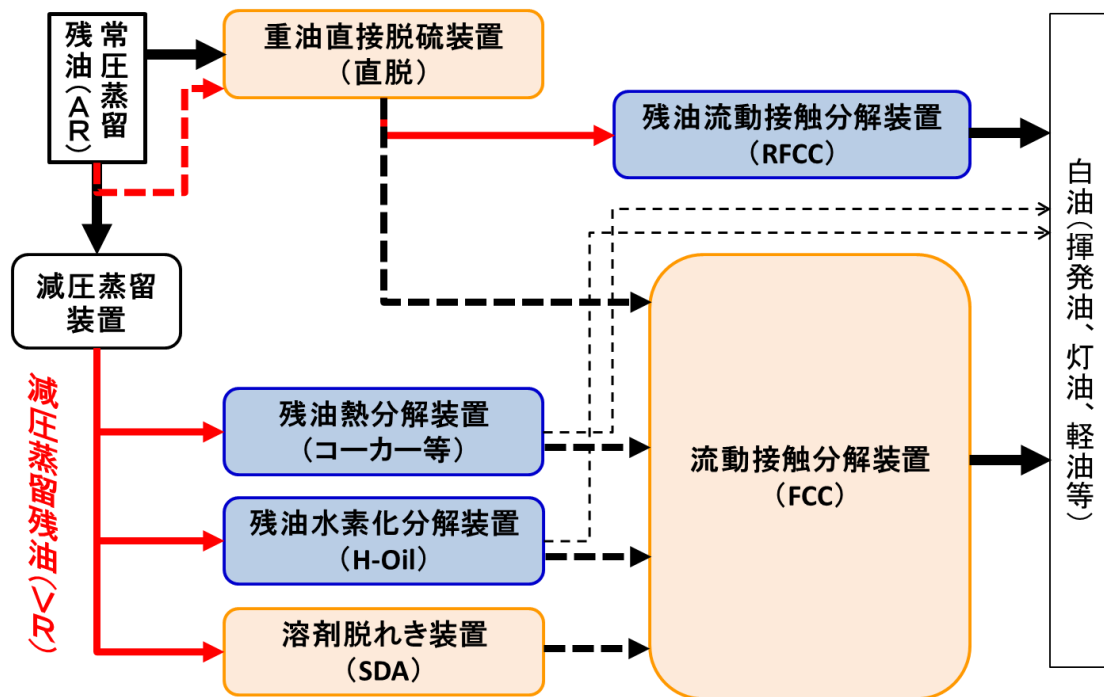 常圧蒸留
残油(AR)
重油直接脱硫装置
（直脱）
残油流動接触分解装置
（RFCC）
減圧蒸留
装置
減圧蒸留残油(VR)
残油熱分解装置
（コーカー等）
残油水素化分解装置
（H-Oil）
溶剤脱れき装置
（SDA）
流動接触分解装置
（FCC）
白油(揮発油、灯油、軽油等)